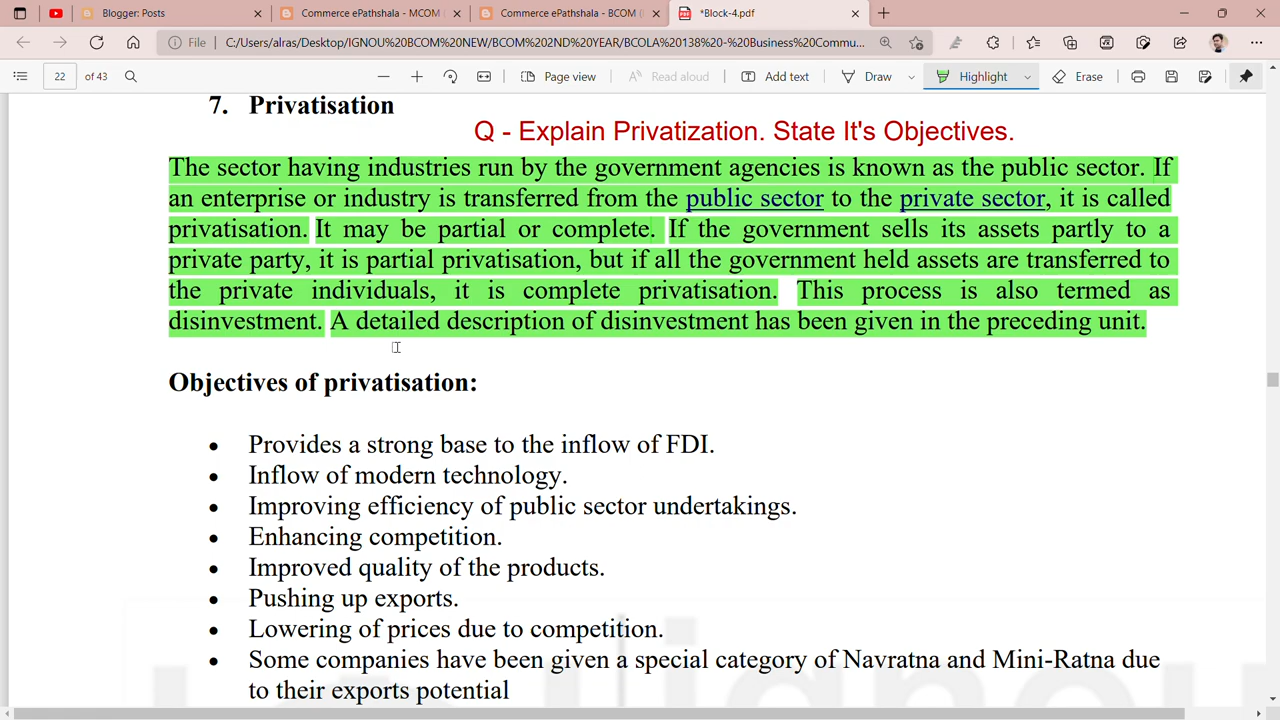 Blogger: Posts
Commerce ePathshala - MCOM (
Commerce ePathshala - BCOM (
*Block-4.pdf
File
C:/Users/alras/Desktop/IGNOU%20BCOM%20NEW/BCOM%202ND%20YEAR/BCOLA%20138%20-%20Business%20Commu...
22 of 43
Page view
Read aloud
Add text
Draw
Highlight
Erase
7. Privatisation
Q - Explain Privatization. State It's Objectives.
The sector having industries run by the government agencies is known as the public sector. If
an enterprise or industry is transferred from the public sector to the private sector, it is called
privatisation. It may be partial or complete. If the government sells its assets partly to a
private party, it is partial privatisation, but if all the government held assets are transferred to
the private individuals, it is complete privatisation. This process is also termed as
disinvestment. A detailed description of disinvestment has been given in the preceding unit.
Objectives of privatisation:
• Provides a strong base to the inflow of FDI.
• Inflow of modern technology.
• Improving efficiency of public sector undertakings.
• Enhancing competition.
• Improved quality of the products.
• Pushing up exports.
• Lowering of prices due to competition.
• Some companies have been given a special category of Navratna and Mini-Ratna due
to their exports potential